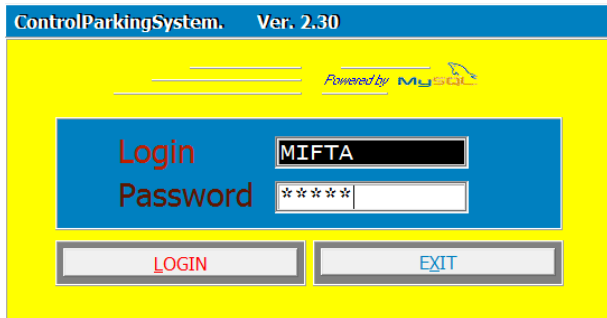 ControlParkingSystem. Ver. 2.30
Powered by MySQL
Login MIFTA
Password *****
LOGIN EXIT